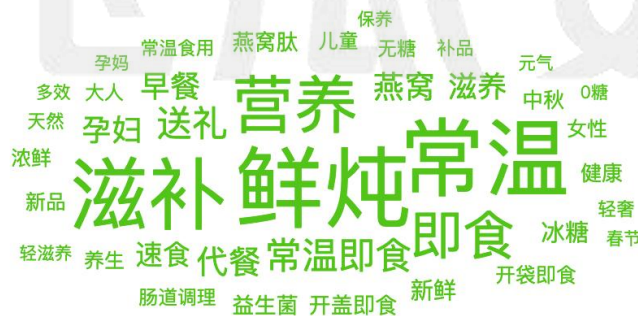 保养
常温食用 燕窝肽 儿童 无糖 补品
孕妈 元气
多效 大人 早餐 营养 燕窝 滋养 中秋 0糖
天然 孕妇 送礼 女性
浓鲜 滋补 鲜炖 常温 健康
新品 轻奢
即食 冰糖 春节
轻滋养 养生 速食 代餐 常温即食
开袋即食
肠道调理 益生菌 开盖即食 新鲜